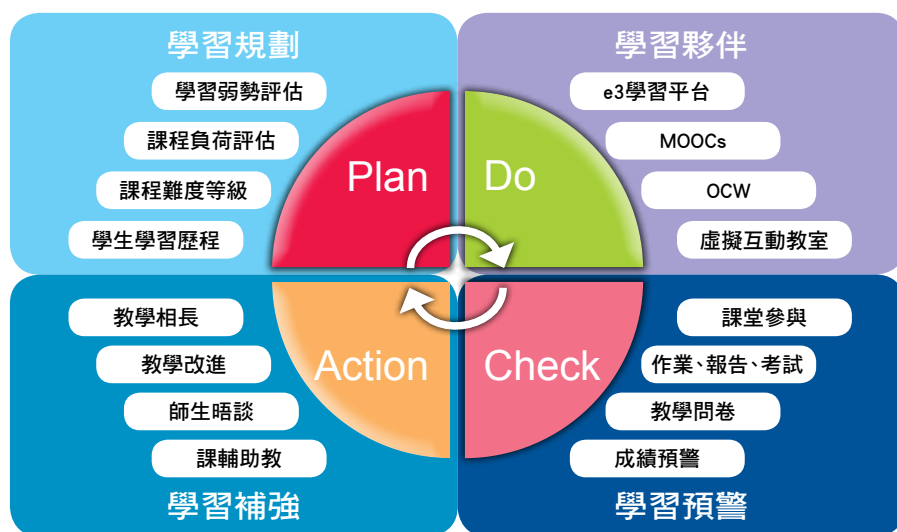 學習規劃
學習弱勢評估
課程負荷評估
課程難度等級
學生學習歷程
Plan
學習夥伴
e3學習平台
MOOCs
OCW
虛擬互動教室
Do
教學相長
教學改進
師生晤談
課輔助教
學習補強
Action
課堂參與
作業、報告、考試
教學問卷
成績預警
學習預警
Check